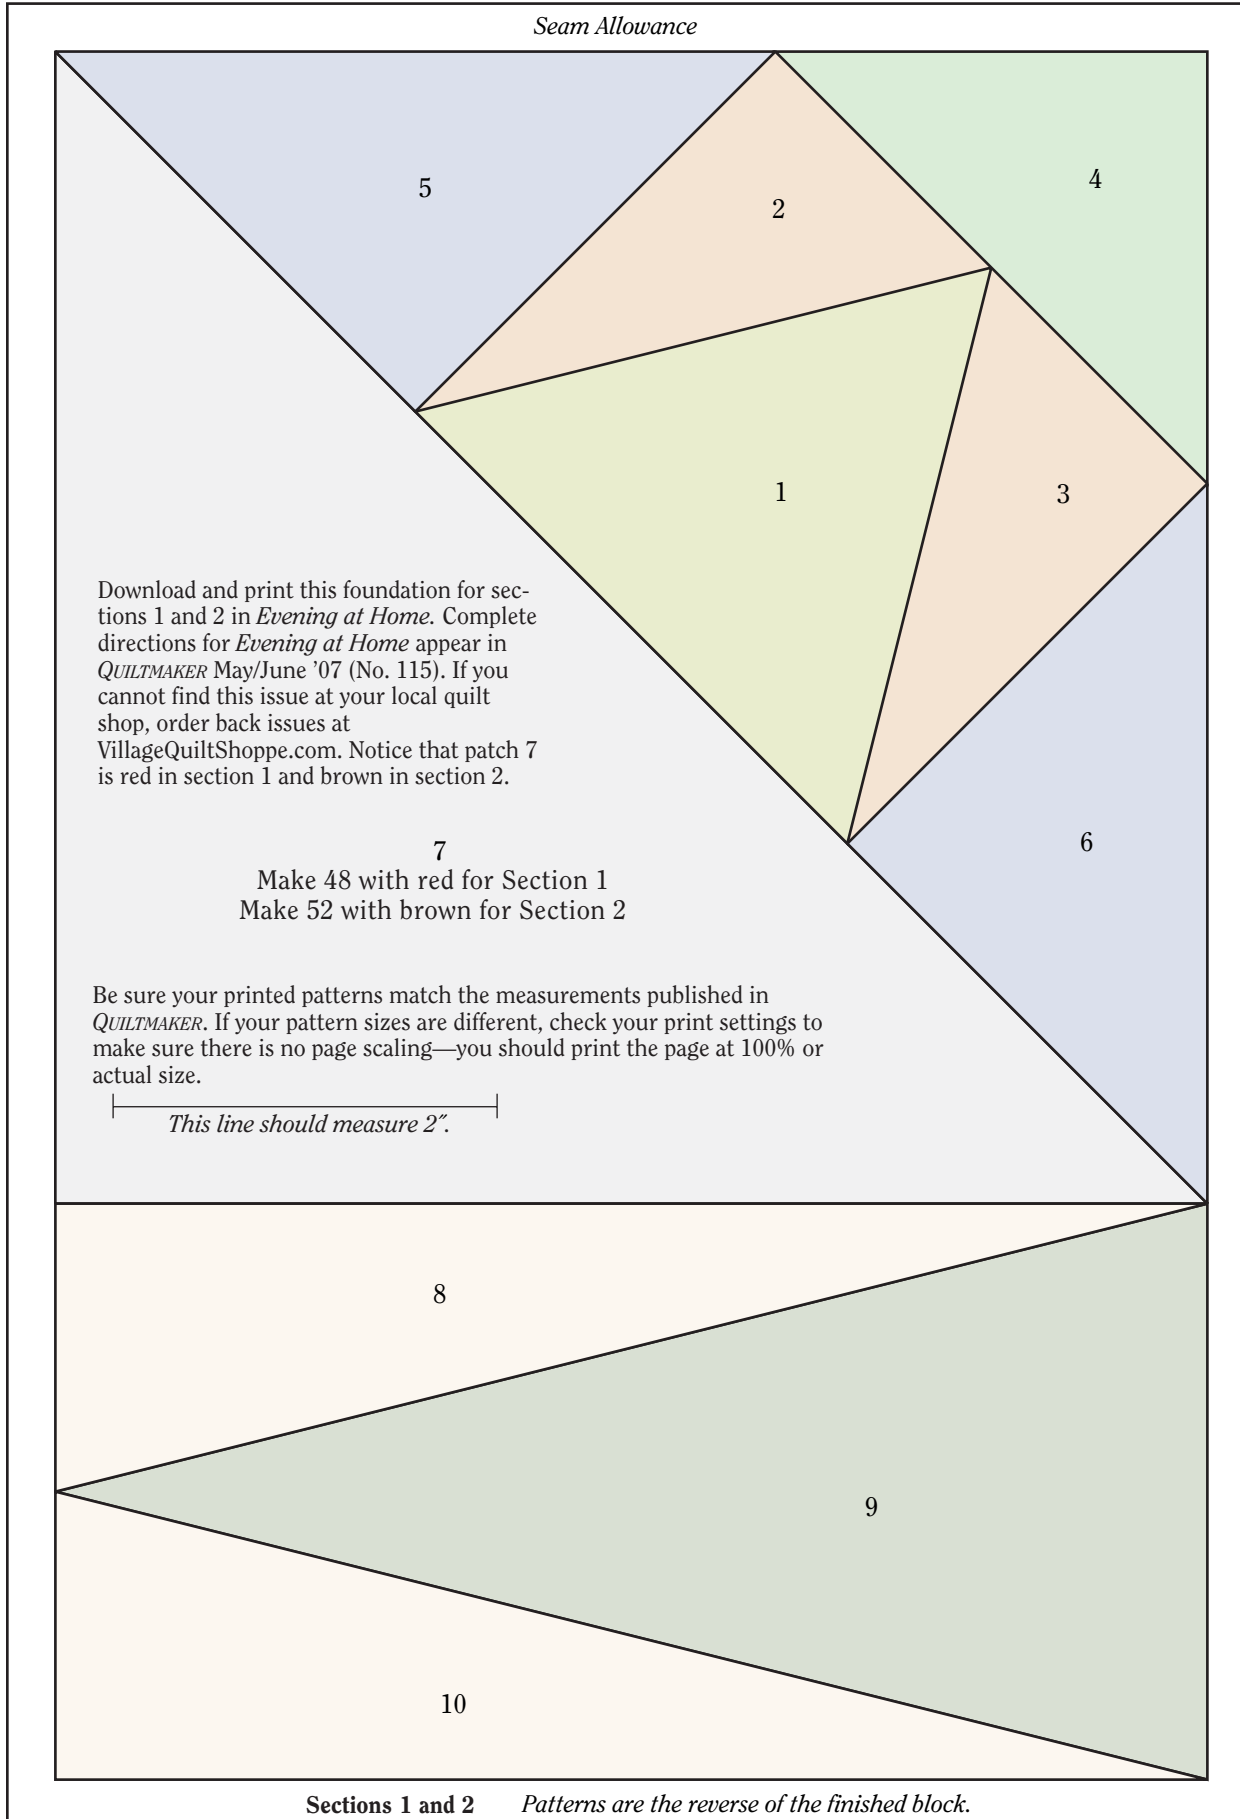 Seam Allowance
5
2
4
1
3
Download and print this foundation for sec-
tions 1 and 2 in Evening at Home. Complete
directions for Evening at Home appear in
QUILTMAKER May/June ’07 (No. 115). If you
cannot find this issue at your local quilt
shop, order back issues at
VillageQuiltShoppe.com. Notice that patch 7
is red in section 1 and brown in section 2.
6
7
Make 48 with red for Section 1
Make 52 with brown for Section 2
Be sure your printed patterns match the measurements published in
QUILTMAKER. If your pattern sizes are different, check your print settings to
make sure there is no page scaling—you should print the page at 100% or
actual size.
This line should measure 2˝.
8
9
10
Sections 1 and 2 Patterns are the reverse of the finished block.